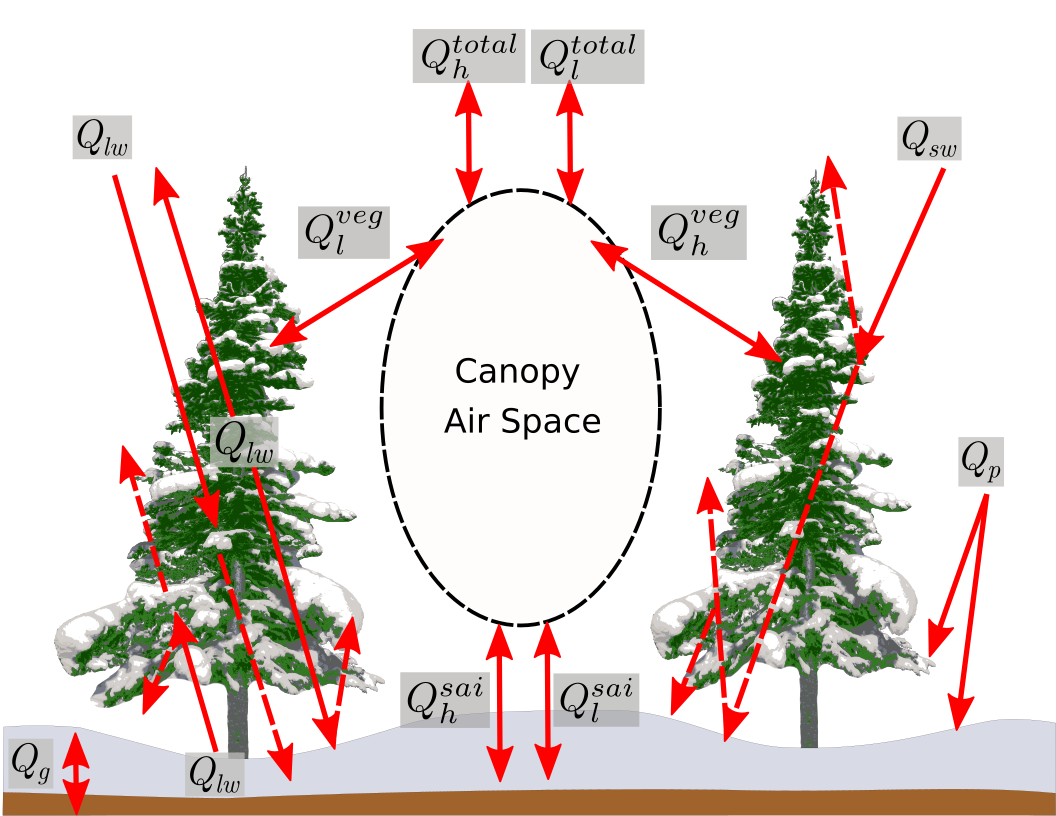 Q_h^{total} Q_l^{total}
Q_{lw}
Q_{sw}
Q_l^{veg}
Q_h^{veg}
Canopy
Air Space
Q_{lw}
Q_p
Q_h^{sai} Q_l^{sai}
Q_g
Q_{lw}